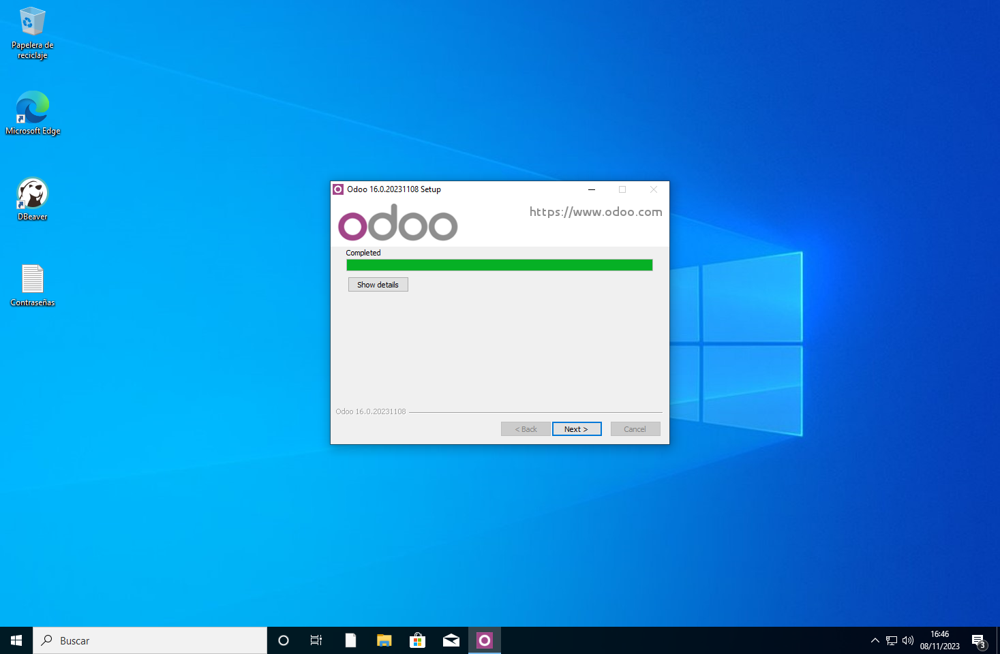 Papelera de
reciclaje
Microsoft Edge
DBeaver
Contraseñas
Odoo 16.0.20231108 Setup
odoo
https://www.odoo.com
Completed
Show details
Odoo 16.0.20231108
< Back
Next >
Cancel
Buscar
16:46
08/11/2023
3